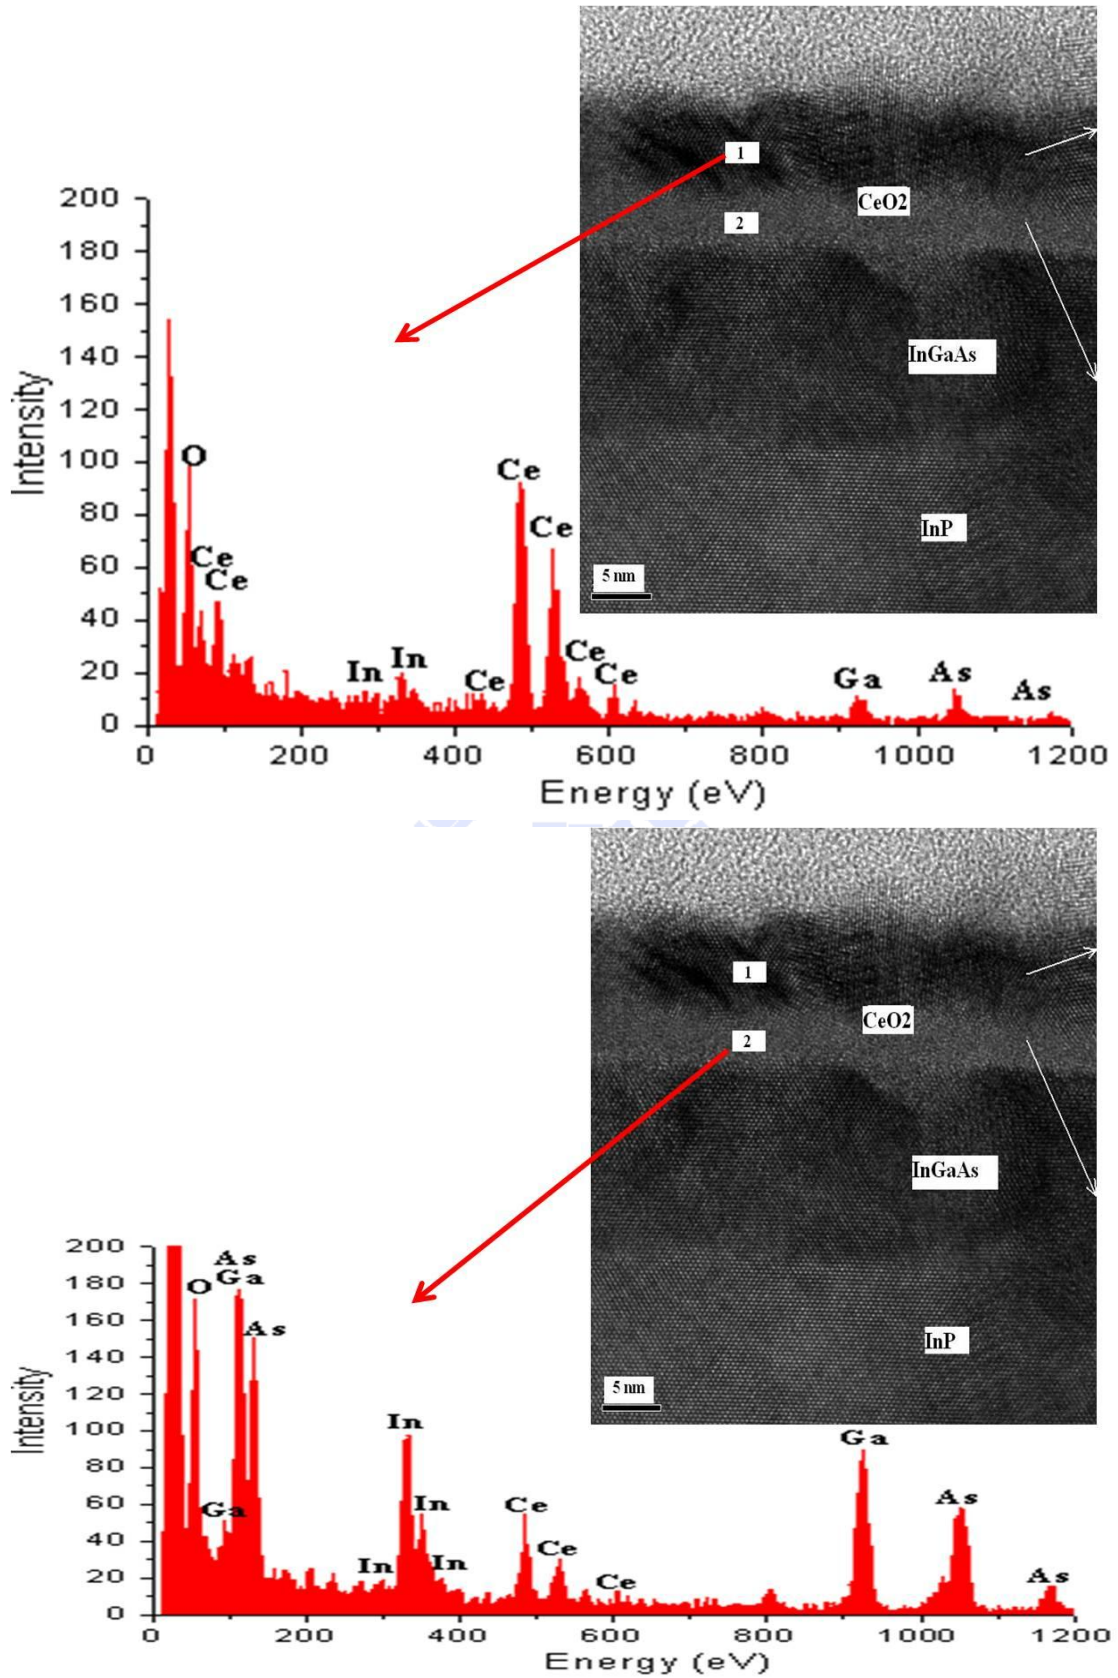 1
CeO2
2
InGaAs
InP
5 nm
200
180
160
140
120
100
80
60
40
20
0
Intensity
O
Ce
Ce
In
In
Ce
Ce
Ce
Ce
Ce
Ga
As
As
0
200
400
600
800
1000
1200
Energy (eV)
1
CeO2
2
InGaAs
InP
5 nm
200
180
160
140
120
100
80
60
40
20
0
Intensity
O
As
Ga
As
Ga
In
In
In
In
Ce
Ce
Ce
Ga
As
As
0
200
400
600
800
1000
1200
Energy (eV)